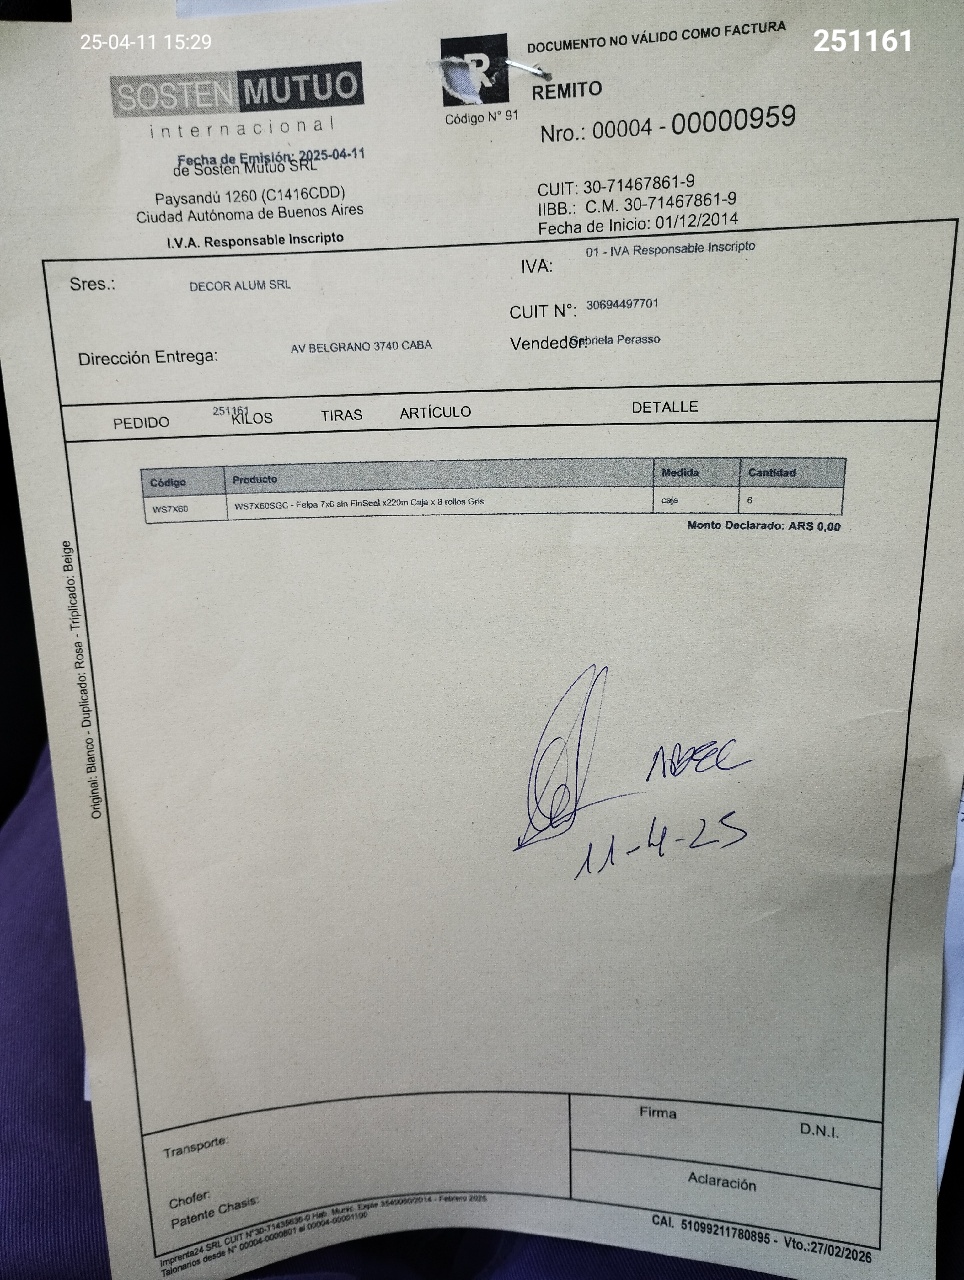 25-04-11 15:29
251161
SOSTEN MUTUO
internacional
R
Código N° 91
DOCUMENTO NO VÁLIDO COMO FACTURA
REMITO
Nro.: 00004 - 00000959
Fecha de Emisión: 2025-04-11
de Sosten Mutuo SRL
Paysandú 1260 (C1416CDD)
Ciudad Autónoma de Buenos Aires
I.V.A. Responsable Inscripto
CUIT: 30-71467861-9
IIBB.: C.M. 30-71467861-9
Fecha de Inicio: 01/12/2014
Sres.: DECOR ALUM SRL
IVA: 01 - IVA Responsable Inscripto
CUIT N°: 30694497701
Dirección Entrega: AV BELGRANO 3740 CABA
Vendedor: Gabriela Perasso
PEDIDO 251161 KILOS TIRAS ARTÍCULO DETALLE
Código Producto Medida Cantidad
WS7X60 WS7X60SGC - Felpa 7x6 sin FinSeal x220m Caja x 8 rollos Gris caja 6
Monto Declarado: ARS 0,00
Original: Blanco - Duplicado: Rosa - Triplicado: Beige
11-4-25
Transporte:
Chofer:
Patente Chasis:
Firma
D.N.I.
Aclaración
Imprenta24 SRL CUIT
CAI. 51099211780895 - Vto.:27/02/2026